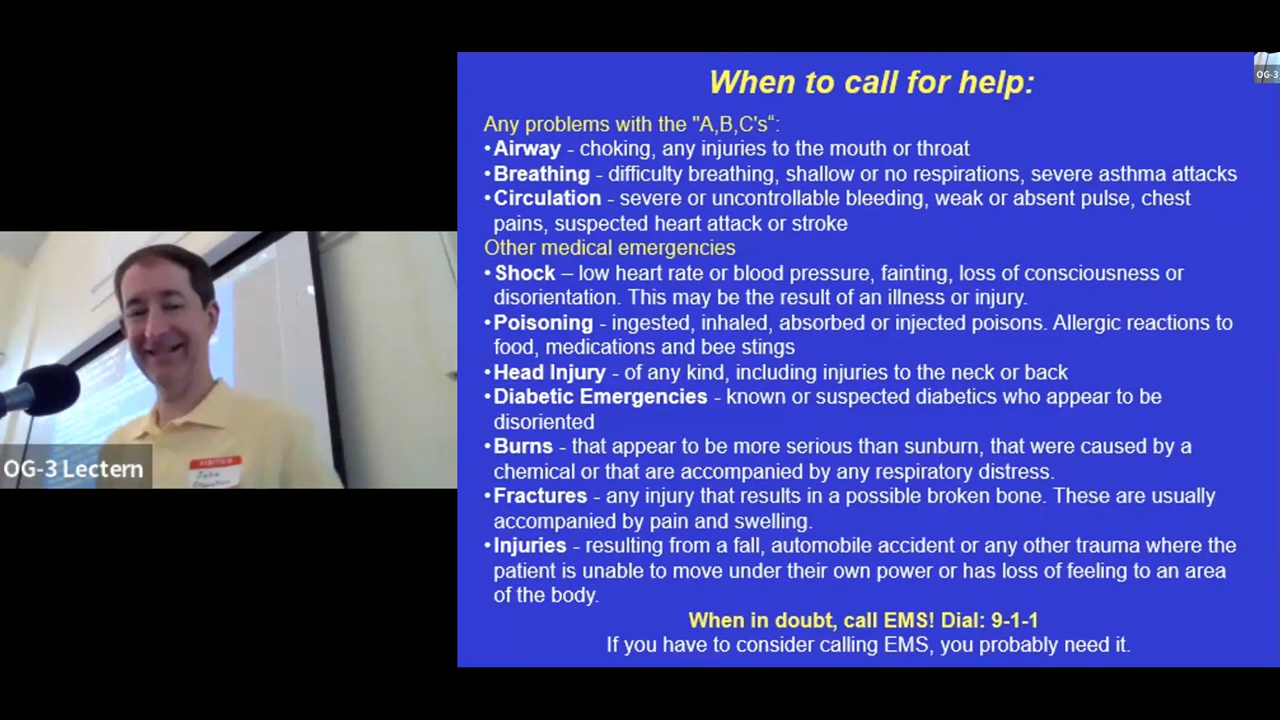 When to call for help:
OG-3
Any problems with the "A,B,C's“:
•Airway - choking, any injuries to the mouth or throat
•Breathing - difficulty breathing, shallow or no respirations, severe asthma attacks
•Circulation - severe or uncontrollable bleeding, weak or absent pulse, chest
pains, suspected heart attack or stroke
Other medical emergencies
•Shock – low heart rate or blood pressure, fainting, loss of consciousness or
disorientation. This may be the result of an illness or injury.
•Poisoning - ingested, inhaled, absorbed or injected poisons. Allergic reactions to
food, medications and bee stings
•Head Injury - of any kind, including injuries to the neck or back
•Diabetic Emergencies - known or suspected diabetics who appear to be
disoriented
•Burns - that appear to be more serious than sunburn, that were caused by a
chemical or that are accompanied by any respiratory distress.
•Fractures - any injury that results in a possible broken bone. These are usually
accompanied by pain and swelling.
•Injuries - resulting from a fall, automobile accident or any other trauma where the
patient is unable to move under their own power or has loss of feeling to an area
of the body.
When in doubt, call EMS! Dial: 9-1-1
If you have to consider calling EMS, you probably need it.
OG-3 Lectern
VISITOR